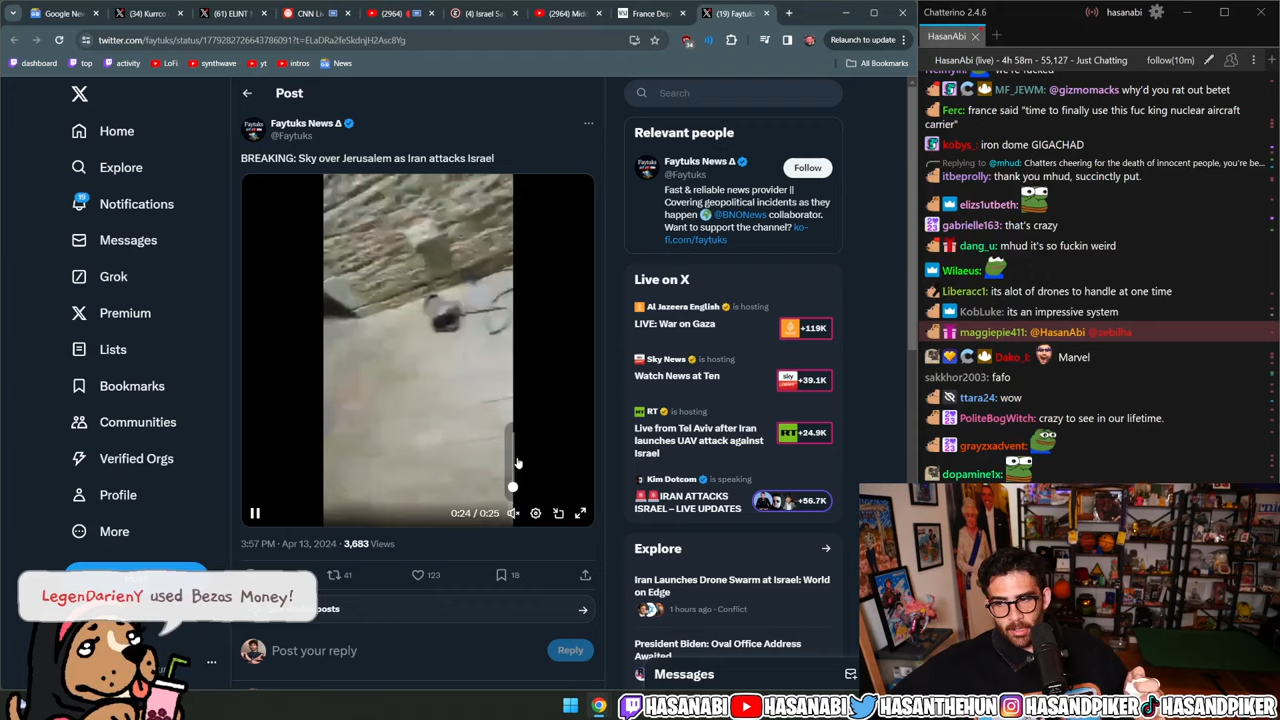 Google New
(34) Kurrco
(61) ELINT N
CNN Li
(2964)
(4) Israel Sa
(2964) Mid
France Dep
(19) Faytuks
Chatterino 2.4.6
hasanabi
twitter.com/faytuks/status/1779282726643786091?t=ELaDRa2feSkdnjH2Asc8Yg
Relaunch to update
HasanAbi
dashboard
top
activity
LoFi
speechway
yt
intros
News
All Bookmarks
HasanAbi (live) - 4h 58m - 55,127 - Just Chatting
follow(10m)
Home
Explore
Notifications
Messages
Grok
Premium
Lists
Bookmarks
Communities
Verified Orgs
Profile
More
Post
Faytuks News Δ
@Faytuks
BREAKING: Sky over Jerusalem as Iran attacks Israel
0:24 / 0:25
3:57 PM · Apr 13, 2024 · 3,683 Views
41
123
18
Post your reply
Reply
Search
Relevant people
Faytuks News Δ
@Faytuks
Follow
Fast & reliable news provider ||
Covering geopolitical incidents as they
happen @BNONews collaborator.
Want to support the channel? ko-
fi.com/faytuks
Live on X
Al Jazeera English is hosting
LIVE: War on Gaza
+119K
Sky News is hosting
Watch News at Ten
+39.1K
RT is hosting
Live from Tel Aviv after Iran
launches UAV attack against
Israel
+24.9K
Kim Dotcom is speaking
IRAN ATTACKS
ISRAEL – LIVE UPDATES
+56.7K
Explore
Iran Launches Drone Swarm at Israel: World
on Edge
1 hours ago · Conflict
President Biden: Oval Office Address
Awaited
Messages
we're fucked
MF_JEWM: @gizmomacks why'd you rat out betet
Ferc: france said "time to finally use this fuc king nuclear aircraft
carrier"
kobys_: iron dome GIGACHAD
Replying to @mhud: Chatters cheering for the death of innocent people, you're be...
itbeprolly: thank you mhud, succinctly put.
elizs1utbeth:
gabrielle163: that's crazy
dang_u: mhud it's so fuckin weird
Wilaeus:
Liberacc1: its alot of drones to handle at one time
KobLuke: its an impressive system
maggiepie411: @HasanAbi @zebilha
Dako_I: Marvel
sakkhor2003: fafo
ttara24: wow
PoliteBogWitch: crazy to see in our lifetime.
grayzxadvent:
dopamine1x:
LegenDarienY used Bezos Money!
HASANABI
HASANABI
HASANTHEHUN
HASANDPIKER
HASANDPIKER